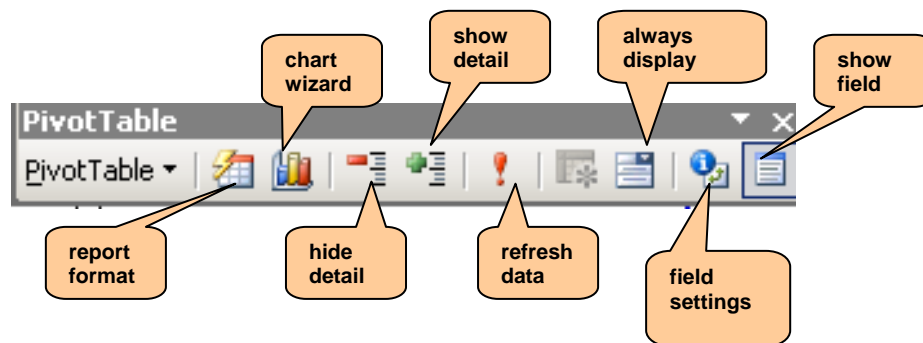 chart
wizard
show
detail
always
display
show
field
PivotTable
PivotTable
report
format
hide
detail
refresh
data
field
settings